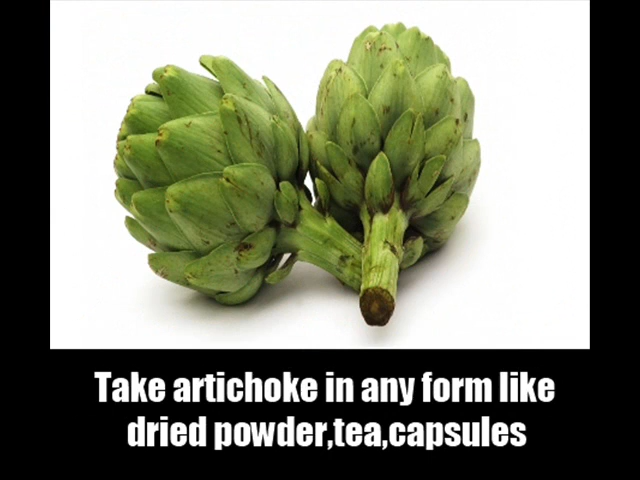 Take artichoke in any form like
dried powder,tea,capsules